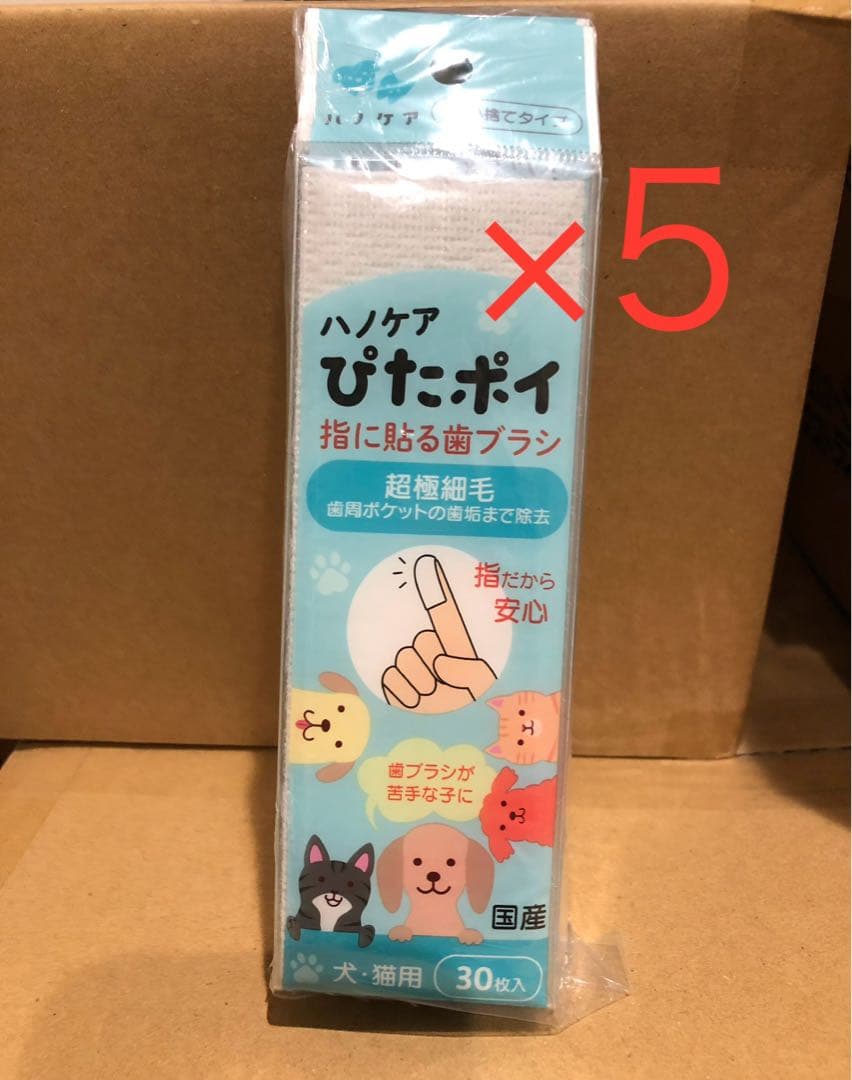 ハノケア
捨てタイプ
×5
ハノケア
ぴたポイ
指に貼る歯ブラシ
超極細毛
歯周ポケットの歯垢まで除去
指だから
安心
歯ブラシが
苦手な子に
国産
犬・猫用
30枚入